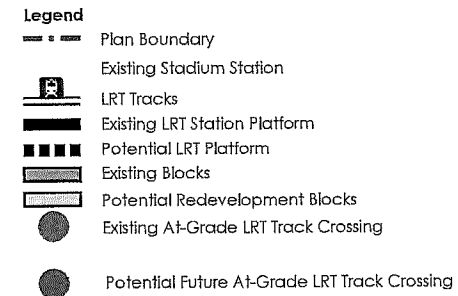 Legend
Plan Boundary
Existing Stadium Station
LRT Tracks
Existing LRT Station Platform
Potential LRT Platform
Existing Blocks
Potential Redevelopment Blocks
Existing At-Grade LRT Track Crossing
Potential Future At-Grade LRT Track Crossing